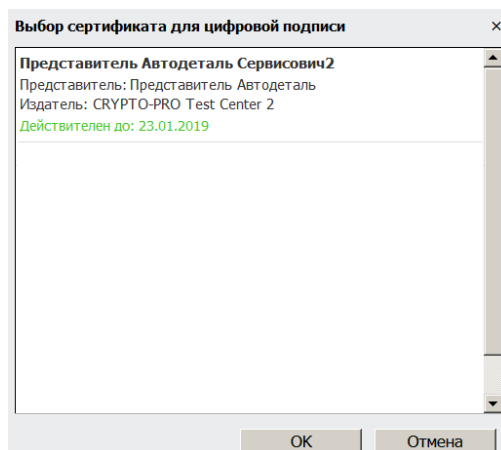 Выбор сертификата для цифровой подписи ×
Представитель Автодеталь Сервисович2
Представитель: Представитель Автодеталь
Издатель: CRYPTO-PRO Test Center 2
Действителен до: 23.01.2019
OK Отмена